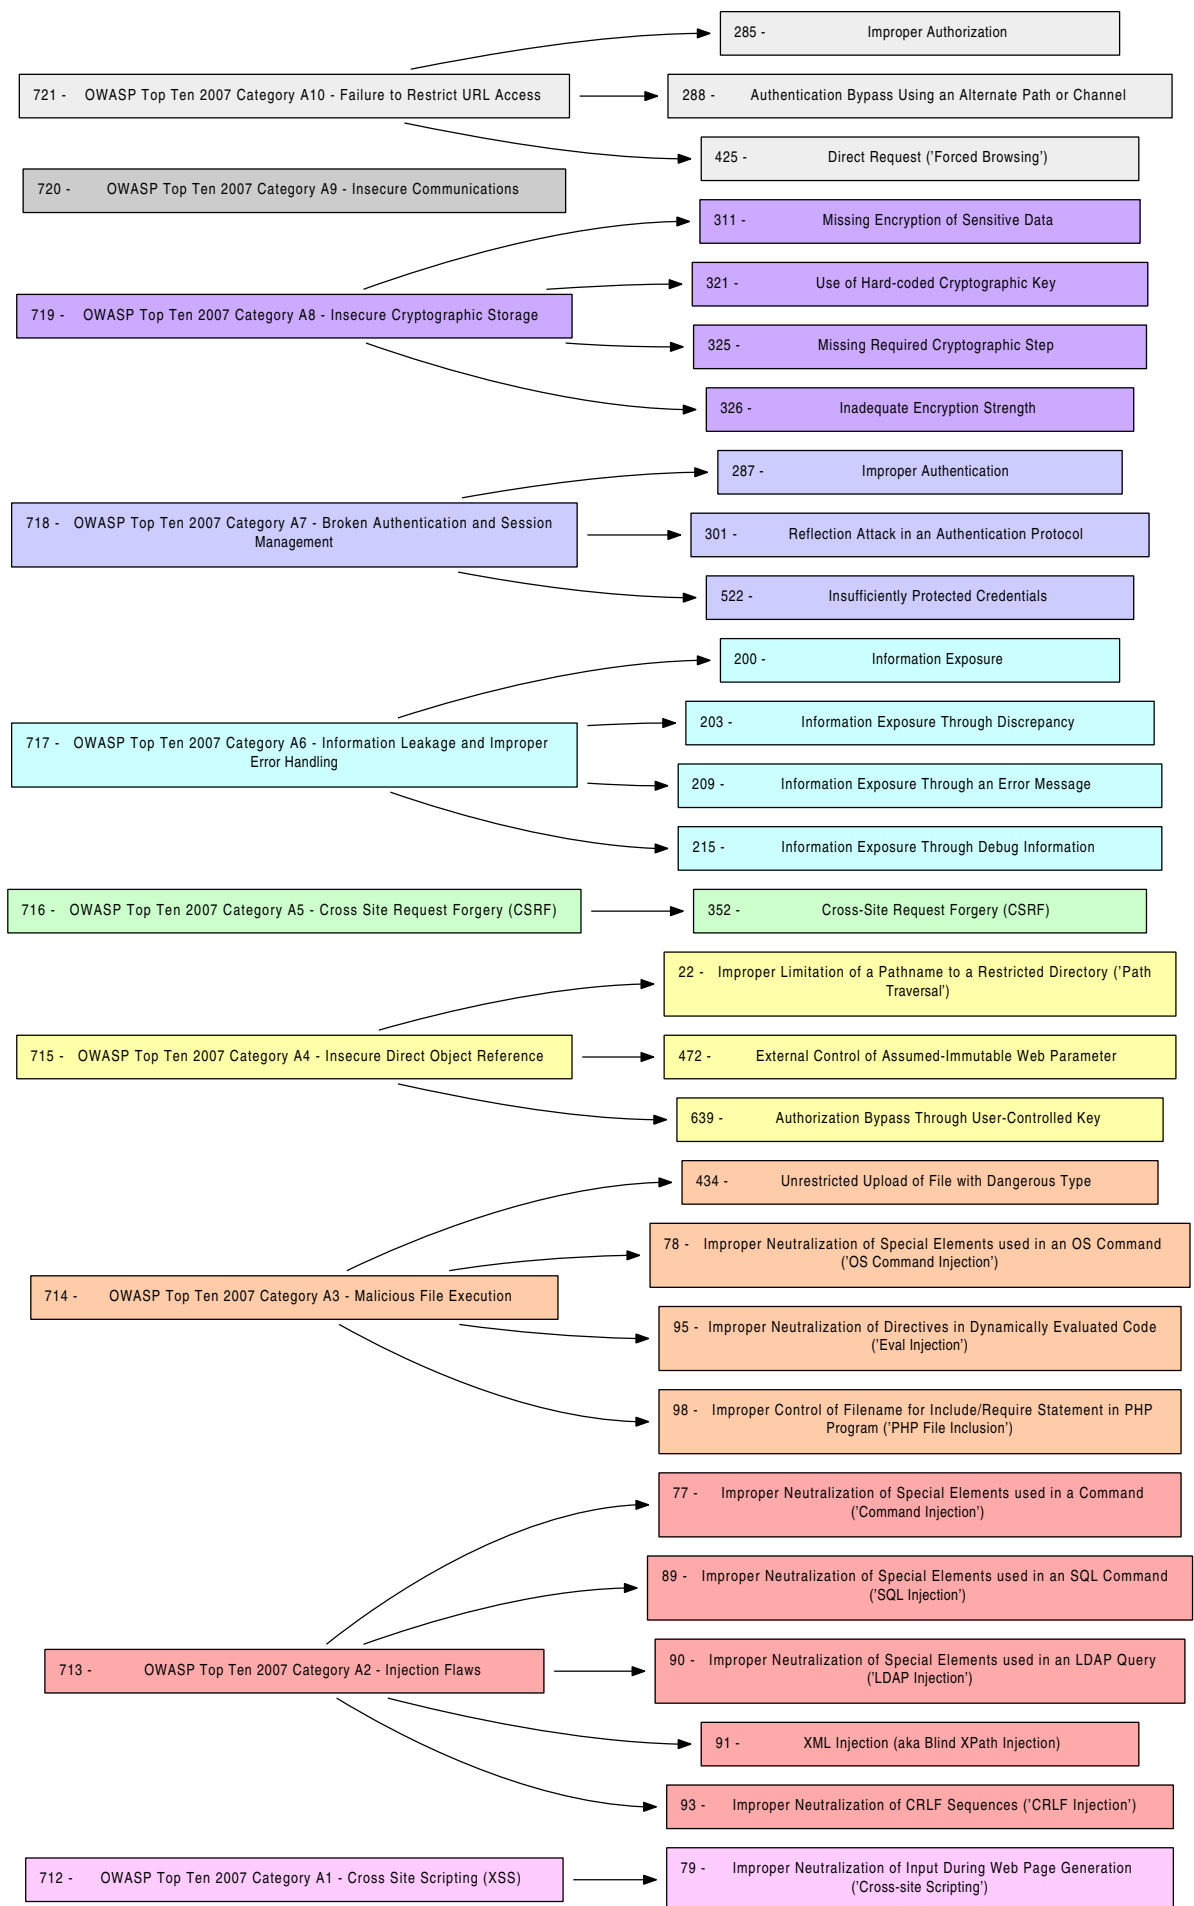 285 - Improper Authorization
721 - OWASP Top Ten 2007 Category A10 - Failure to Restrict URL Access
288 - Authentication Bypass Using an Alternate Path or Channel
425 - Direct Request ('Forced Browsing')
720 - OWASP Top Ten 2007 Category A9 - Insecure Communications
311 - Missing Encryption of Sensitive Data
321 - Use of Hard-coded Cryptographic Key
719 - OWASP Top Ten 2007 Category A8 - Insecure Cryptographic Storage
325 - Missing Required Cryptographic Step
326 - Inadequate Encryption Strength
287 - Improper Authentication
718 - OWASP Top Ten 2007 Category A7 - Broken Authentication and Session
Management
301 - Reflection Attack in an Authentication Protocol
522 - Insufficiently Protected Credentials
200 - Information Exposure
203 - Information Exposure Through Discrepancy
717 - OWASP Top Ten 2007 Category A6 - Information Leakage and Improper
Error Handling
209 - Information Exposure Through an Error Message
215 - Information Exposure Through Debug Information
716 - OWASP Top Ten 2007 Category A5 - Cross Site Request Forgery (CSRF)
352 - Cross-Site Request Forgery (CSRF)
22 - Improper Limitation of a Pathname to a Restricted Directory ('Path
Traversal')
715 - OWASP Top Ten 2007 Category A4 - Insecure Direct Object Reference
472 - External Control of Assumed-Immutable Web Parameter
639 - Authorization Bypass Through User-Controlled Key
434 - Unrestricted Upload of File with Dangerous Type
78 - Improper Neutralization of Special Elements used in an OS Command
('OS Command Injection')
714 - OWASP Top Ten 2007 Category A3 - Malicious File Execution
95 - Improper Neutralization of Directives in Dynamically Evaluated Code
('Eval Injection')
98 - Improper Control of Filename for Include/Require Statement in PHP
Program ('PHP File Inclusion')
77 - Improper Neutralization of Special Elements used in a Command
('Command Injection')
89 - Improper Neutralization of Special Elements used in an SQL Command
('SQL Injection')
713 - OWASP Top Ten 2007 Category A2 - Injection Flaws
90 - Improper Neutralization of Special Elements used in an LDAP Query
('LDAP Injection')
91 - XML Injection (aka Blind XPath Injection)
93 - Improper Neutralization of CRLF Sequences ('CRLF Injection')
712 - OWASP Top Ten 2007 Category A1 - Cross Site Scripting (XSS)
79 - Improper Neutralization of Input During Web Page Generation
('Cross-site Scripting')